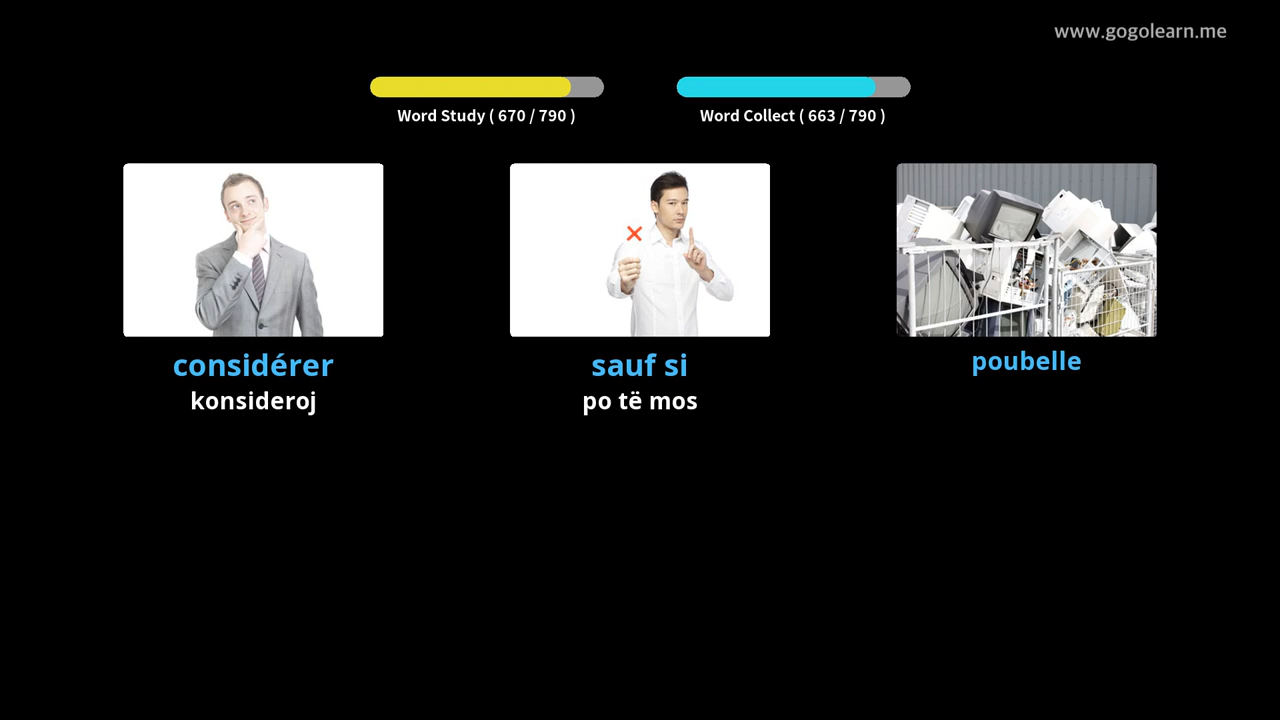 www.gogolearn.me
Word Study ( 670 / 790 )
Word Collect ( 663 / 790 )
considérer
konsideroj
sauf si
po të mos
poubelle